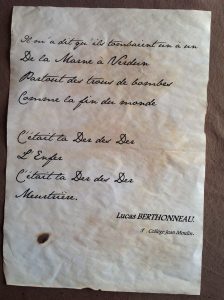 Il m'a dit qu'ils tombaient un à un
De la Marne à Verdun
Partout des trous de bombes
Comme la fin du monde
C'était la Der des Der
L'Enfer
C'était la Der des Der
Meurtrière.
Lucas BERTHONNEAU.
Collège Jean Moulin.